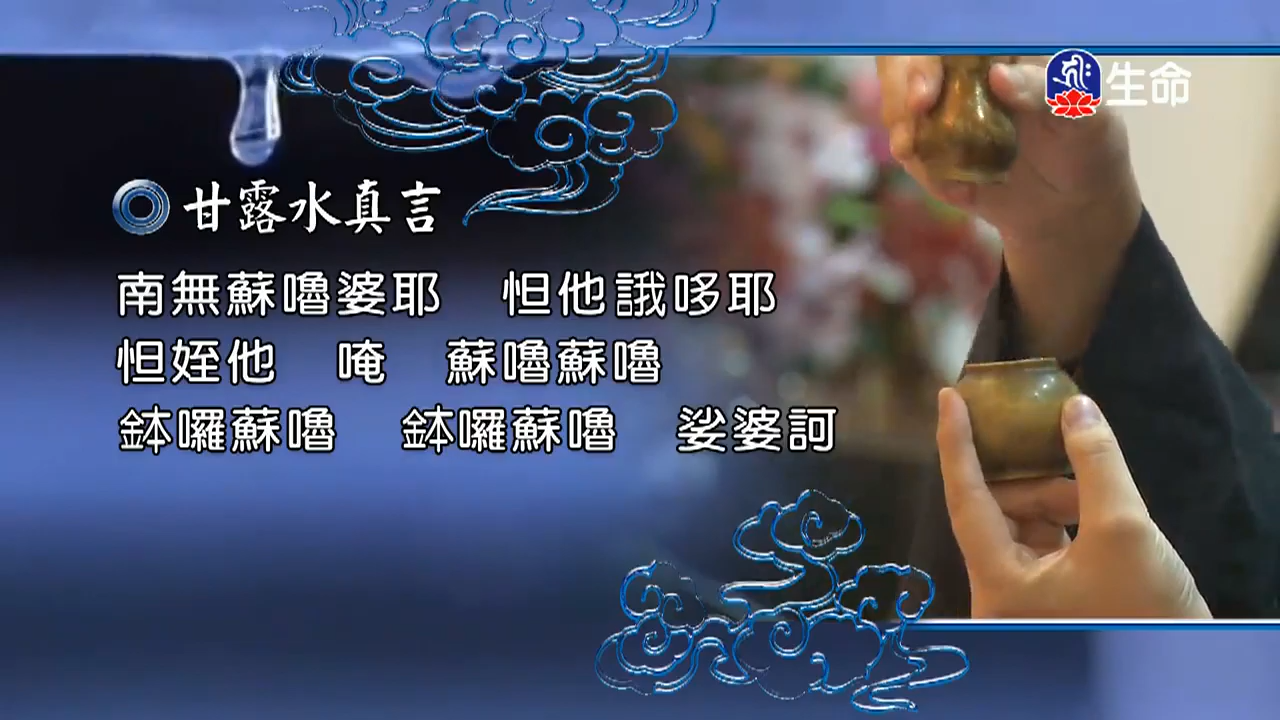 生命
甘露水真言
南無蘇嚕婆耶　怛他誐哆耶
怛姪他　唵　蘇嚕蘇嚕
鉢囉蘇嚕　鉢囉蘇嚕　娑婆訶